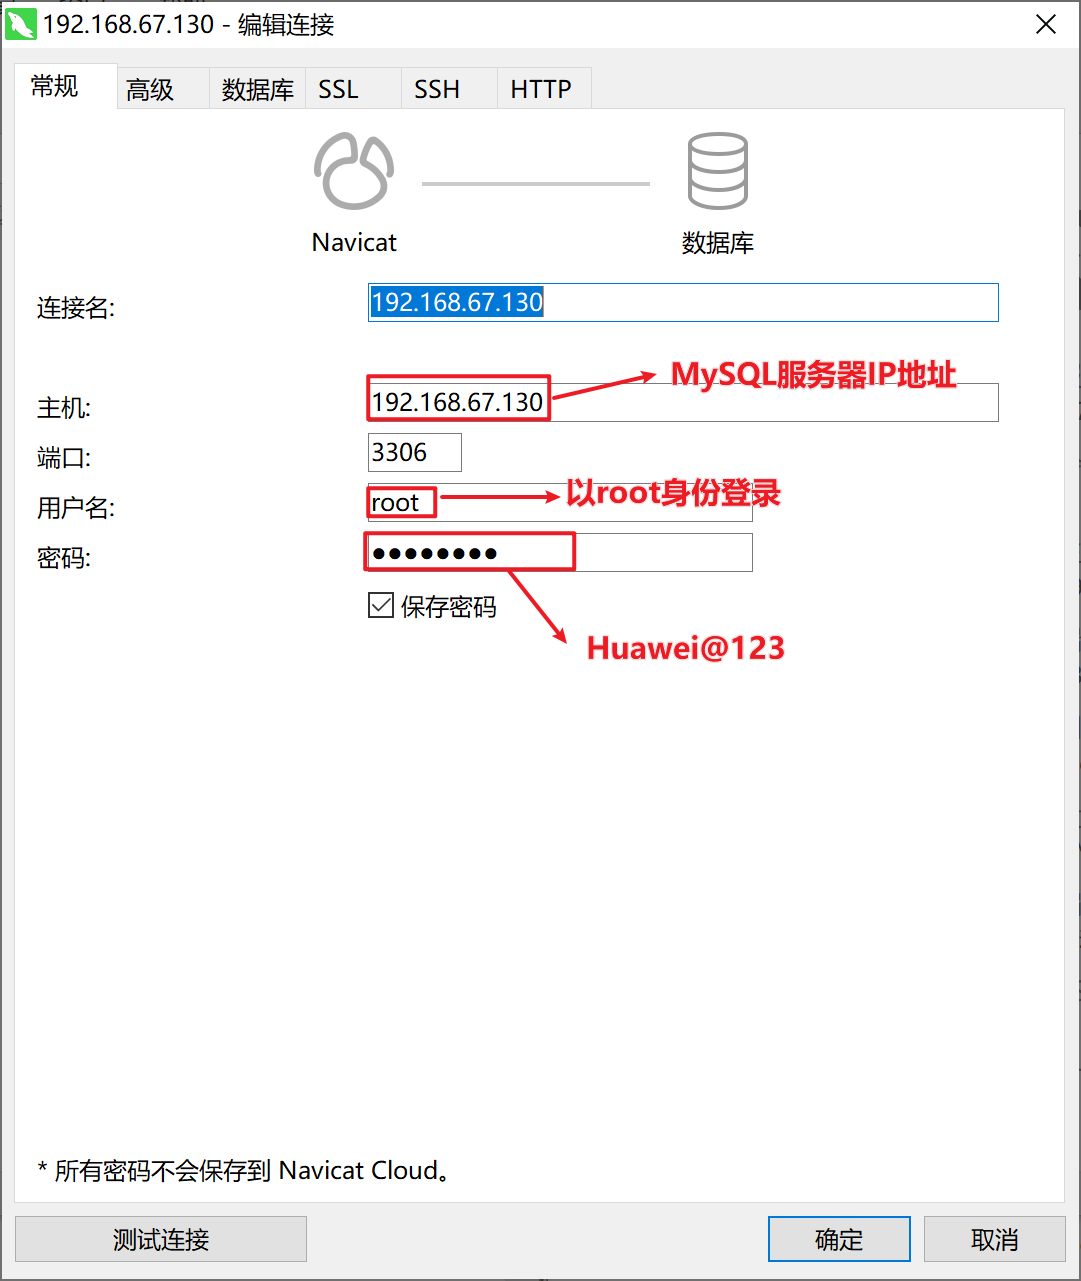 192.168.67.130 - 编辑连接
常规 高级 数据库 SSL SSH HTTP
Navicat 数据库
连接名: 192.168.67.130
MySQL服务器IP地址
主机: 192.168.67.130
端口: 3306
用户名: root 以root身份登录
密码: ●●●●●●●●
保存密码
Huawei@123
* 所有密码不会保存到 Navicat Cloud。
测试连接 确定 取消